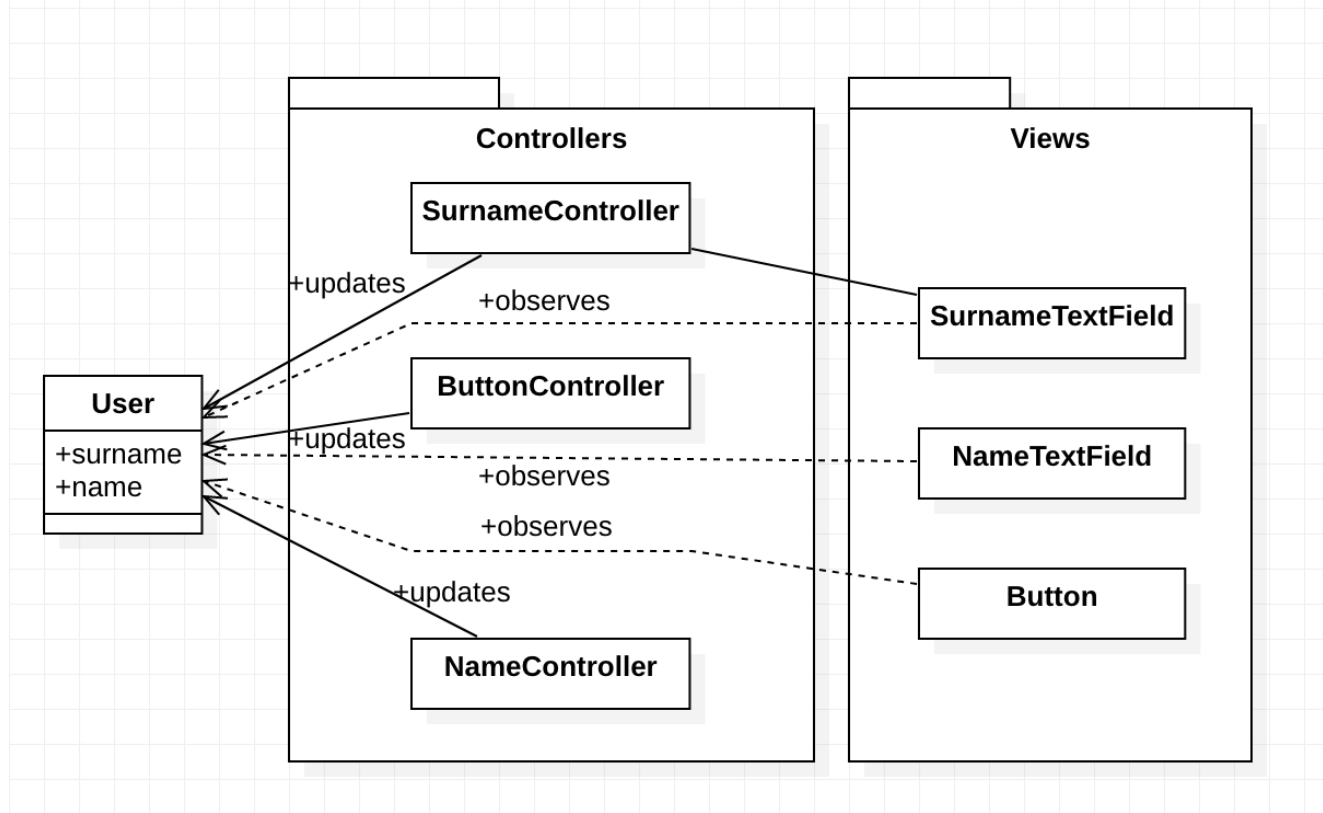 Controllers
Views
SurnameController
+updates
+observes
SurnameTextField
User
+surname
+name
ButtonController
+updates
+observes
NameTextField
+observes
+updates
Button
NameController